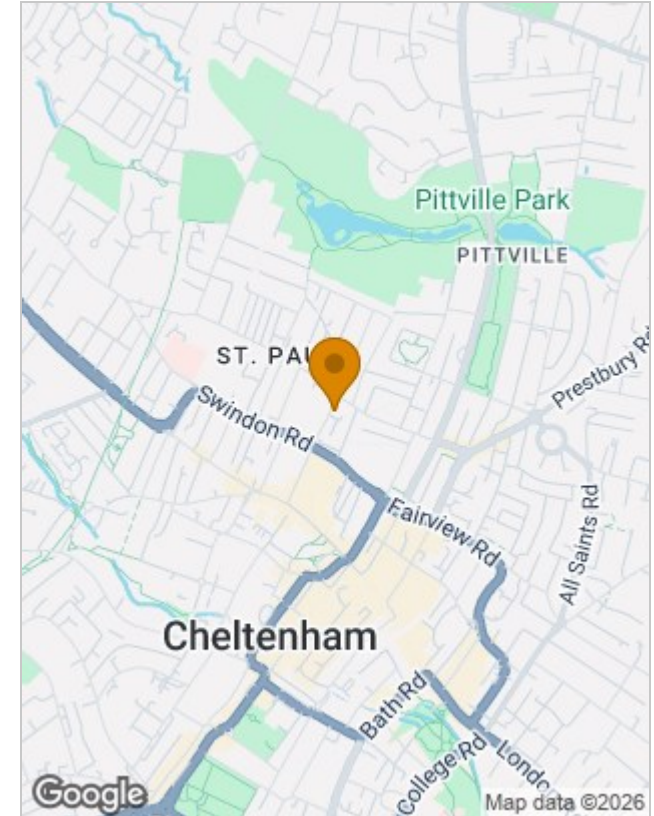 Pittville Park
PITTVILLE
Prestbury Rd
ST. PAU
Swindon Rd
Fairview Rd
All Saints Rd
Cheltenham
Bath Rd
College Rd
Londo
Google
Map data ©2026